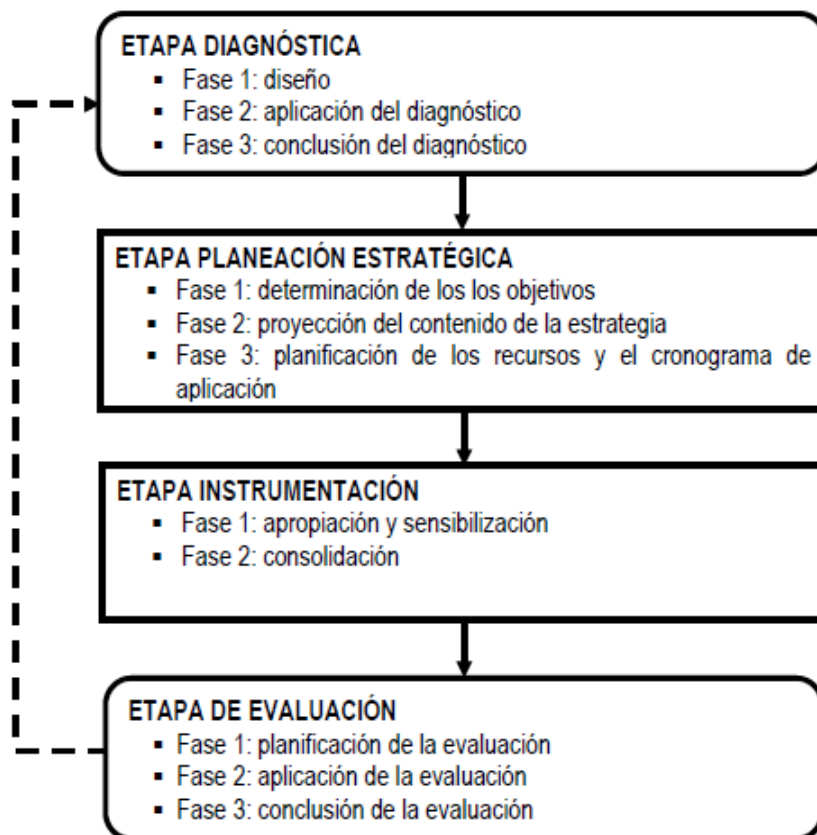 ETAPA DIAGNÓSTICA
▪ Fase 1: diseño
▪ Fase 2: aplicación del diagnóstico
▪ Fase 3: conclusión del diagnóstico
ETAPA PLANEACIÓN ESTRATÉGICA
▪ Fase 1: determinación de los los objetivos
▪ Fase 2: proyección del contenido de la estrategia
▪ Fase 3: planificación de los recursos y el cronograma de
aplicación
ETAPA INSTRUMENTACIÓN
▪ Fase 1: apropiación y sensibilización
▪ Fase 2: consolidación
ETAPA DE EVALUACIÓN
▪ Fase 1: planificación de la evaluación
▪ Fase 2: aplicación de la evaluación
▪ Fase 3: conclusión de la evaluación